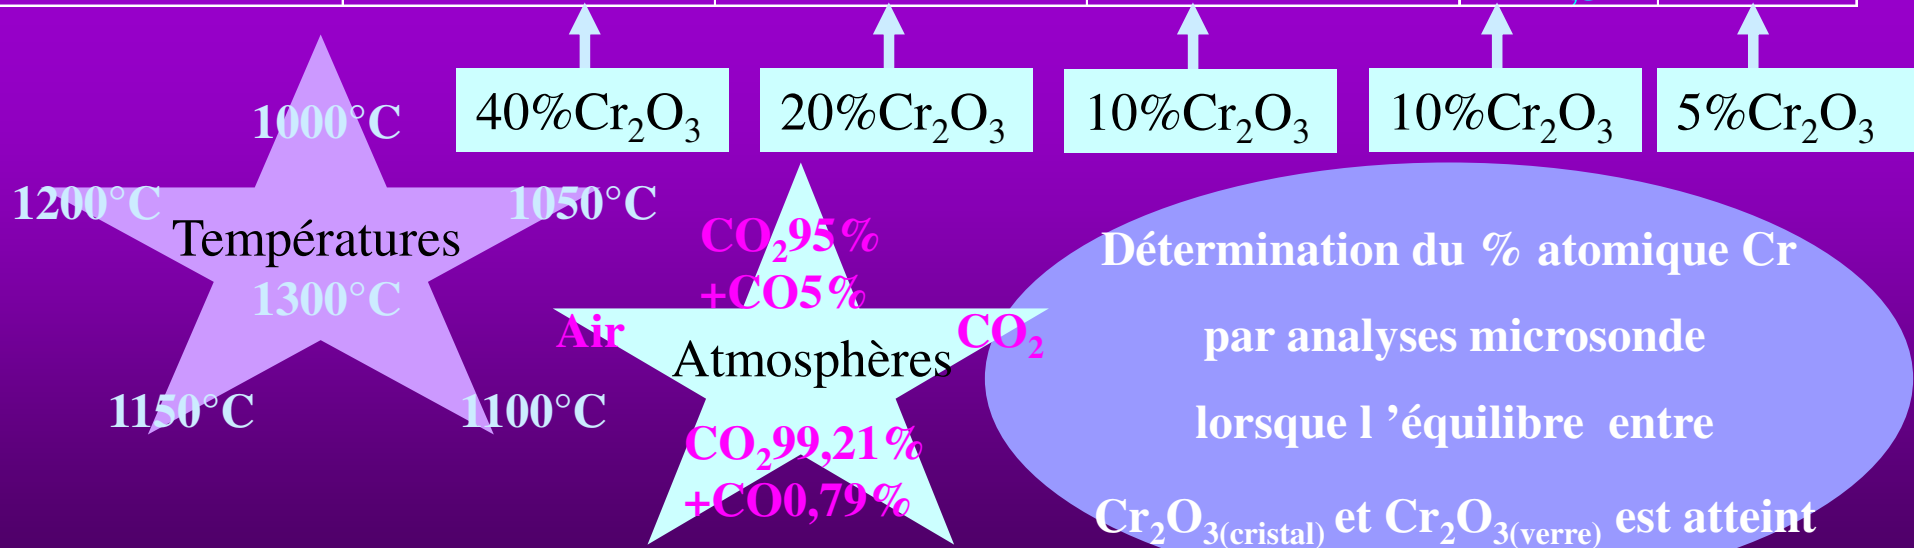 40%Cr₂O₃
20%Cr₂O₃
10%Cr₂O₃
10%Cr₂O₃
5%Cr₂O₃
1000°C
1200°C
1050°C
Températures
1300°C
1150°C
1100°C
CO₂95%
+CO5%
Air
CO₂
Atmosphères
CO₂99,21%
+CO0,79%
Détermination du % atomique Cr
par analyses microsonde
lorsque l ’équilibre entre
Cr₂O₃(cristal) et Cr₂O₃(verre) est atteint